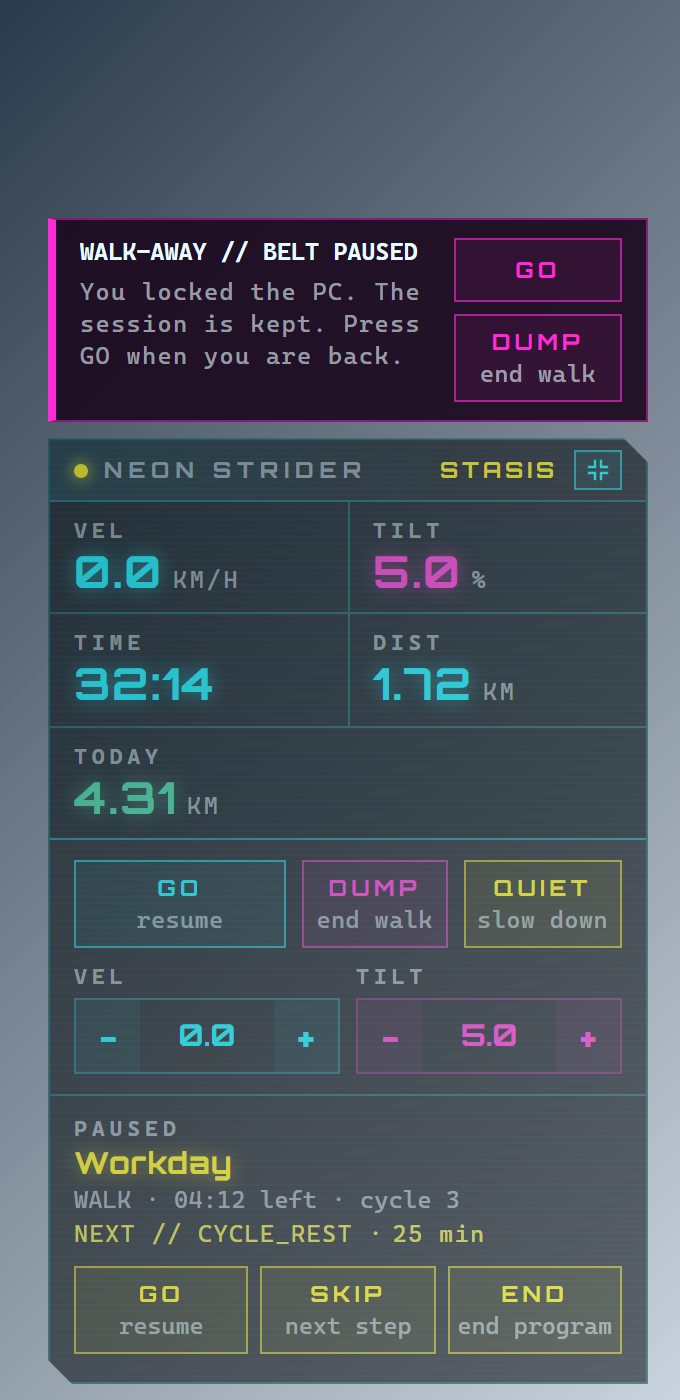 WALK-AWAY // BELT PAUSED
You locked the PC. The
session is kept. Press
GO when you are back.
GO
DUMP
end walk
NEON STRIDER
STASIS
VEL
0.0 KM/H
TILT
5.0 %
TIME
32:14
DIST
1.72 KM
TODAY
4.31 KM
GO
resume
DUMP
end walk
QUIET
slow down
VEL
- 0.0 +
TILT
- 5.0 +
PAUSED
Workday
WALK · 04:12 left · cycle 3
NEXT // CYCLE_REST · 25 min
GO
resume
SKIP
next step
END
end program